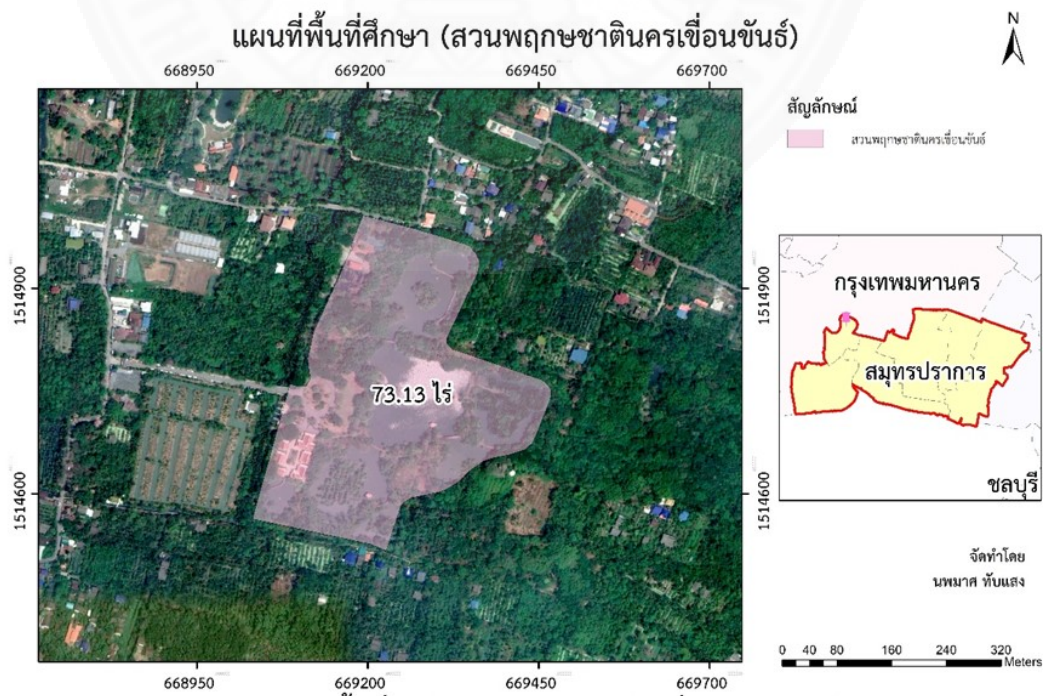 แผนที่พื้นที่ศึกษา (สวนพฤกษชาตินครเขื่อนขันธ์)
N
668950 669200 669450 669700
สัญลักษณ์
สวนพฤกษชาตินครเขื่อนขันธ์
1514900
1514900
กรุงเทพมหานคร
สมุทรปราการ
ชลบุรี
73.13 ไร่
1514600
1514600
จัดทำโดย
นพมาศ ทับแสง
0 40 80 160 240 320
Meters
668950 669200 669450 669700